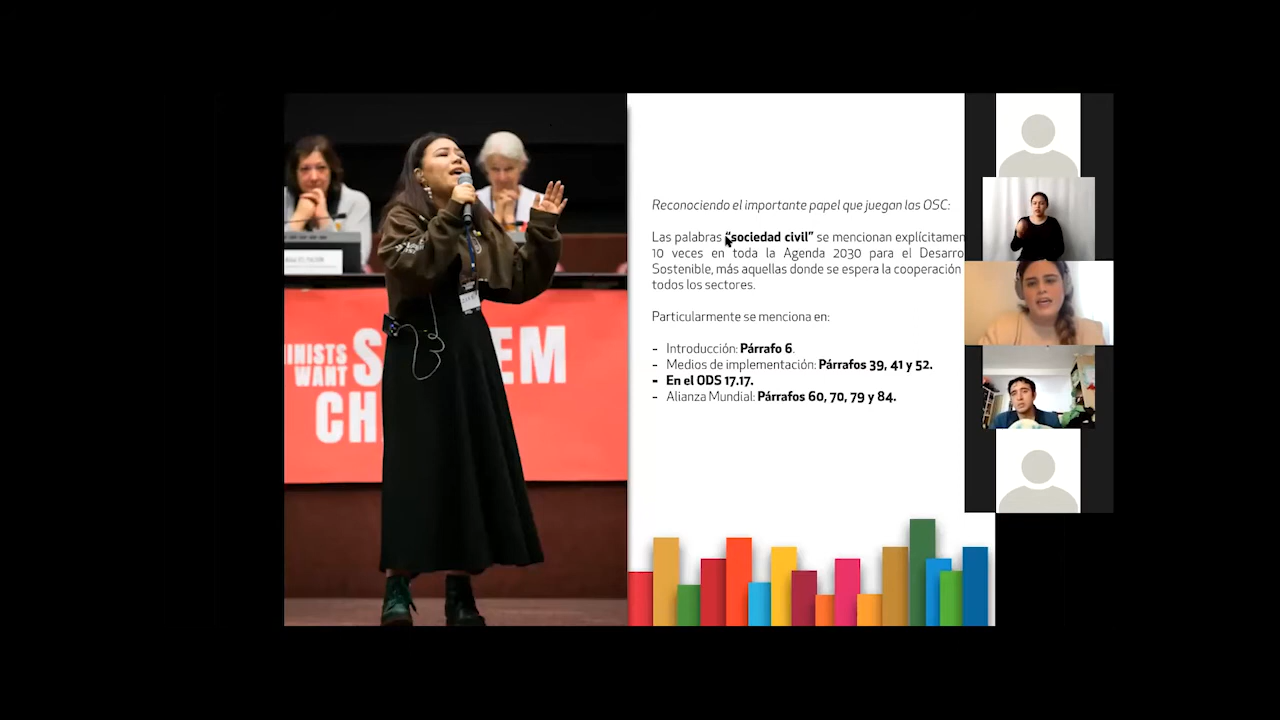 INISTS
WANT
S EM
CH
Reconociendo el importante papel que juegan las OSC:
Las palabras “sociedad civil” se mencionan explícitamen
10 veces en toda la Agenda 2030 para el Desarro
Sostenible, más aquellas donde se espera la cooperación
todos los sectores.
Particularmente se menciona en:
- Introducción: Párrafo 6.
- Medios de implementación: Párrafos 39, 41 y 52.
- En el ODS 17.17.
- Alianza Mundial: Párrafos 60, 70, 79 y 84.